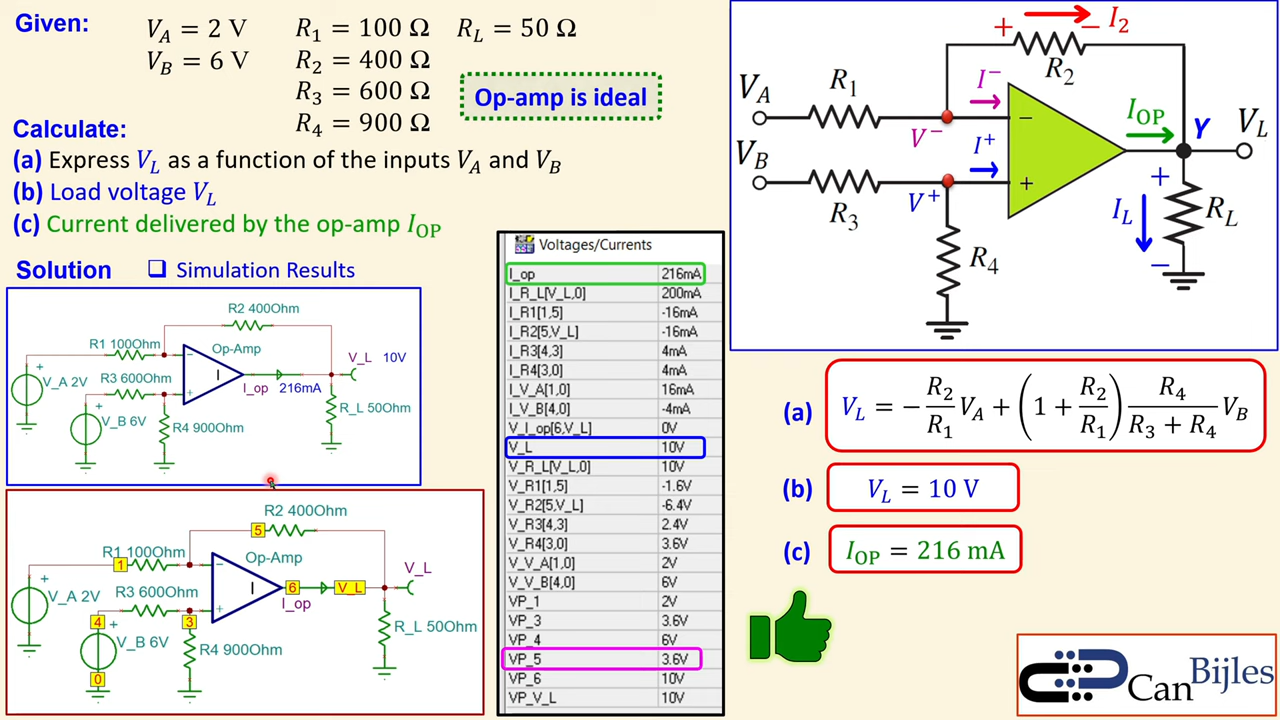 Given:
V_A = 2 V R_1 = 100 Ω R_L = 50 Ω
V_B = 6 V R_2 = 400 Ω
R_3 = 600 Ω
R_4 = 900 Ω
Op-amp is ideal
Calculate:
(a) Express V_L as a function of the inputs V_A and V_B
(b) Load voltage V_L
(c) Current delivered by the op-amp I_OP
Solution ❑ Simulation Results
R2 400Ohm
R1 100Ohm
Op-Amp
V_L 10V
V_A 2V
R3 600Ohm
I
I_op 216mA
V_B 6V
R4 900Ohm
R_L 50Ohm
+
+
−
+
R2 400Ohm
5
R1 100Ohm
Op-Amp
1
V_L
V_A 2V
R3 600Ohm
I
6
V_L
I_op
4
3
V_B 6V
R4 900Ohm
R_L 50Ohm
0
+
+
−
+
Voltages/Currents
I_op 216mA
I_R_L[V_L,0] 200mA
I_R1[1,5] -16mA
I_R2[5,V_L] -16mA
I_R3[4,3] 4mA
I_R4[3,0] 4mA
I_V_A[1,0] 16mA
I_V_B[4,0] -4mA
V_I_op[6,V_L] 0V
V_L 10V
V_R_L[V_L,0] 10V
V_R1[1,5] -1.6V
V_R2[5,V_L] -6.4V
V_R3[4,3] 2.4V
V_R4[3,0] 3.6V
V_V_A[1,0] 2V
V_V_B[4,0] 6V
VP_1 2V
VP_3 3.6V
VP_4 6V
VP_5 3.6V
VP_6 10V
VP_V_L 10V
+ − I_2
R_2
V_A R_1 I^-
V^- −
I_OP Y V_L
V_B I^+
R_3 V^+ +
R_4
+
I_L R_L
−
(a) V_L = −R_2/R_1 V_A + (1 + R_2/R_1) R_4/(R_3 + R_4) V_B
(b) V_L = 10 V
(c) I_OP = 216 mA
Can Bijles